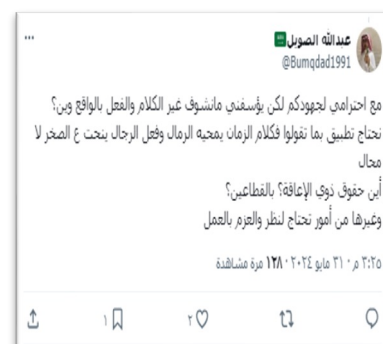 عبدالله الصويل
@Bumqdad1991
مع احترامي لجهودكم لكن يؤسفني مانشوف غير الكلام والفعل بالواقع وين؟
نحتاج تطبيق بما تقولوا فكلام الزمان يمحيه الرمال وفعل الرجال ينحت ع الصخر لا
محال
أين حقوق ذوي الإعاقة؟ بالقطاعين؟
وغيرها من أمور تحتاج لنظر والعزم بالعمل
٣:٢٥ م · ٣١ مايو ٢٠٢٤ · ١٢٨ مرة مشاهدة
٢ ١